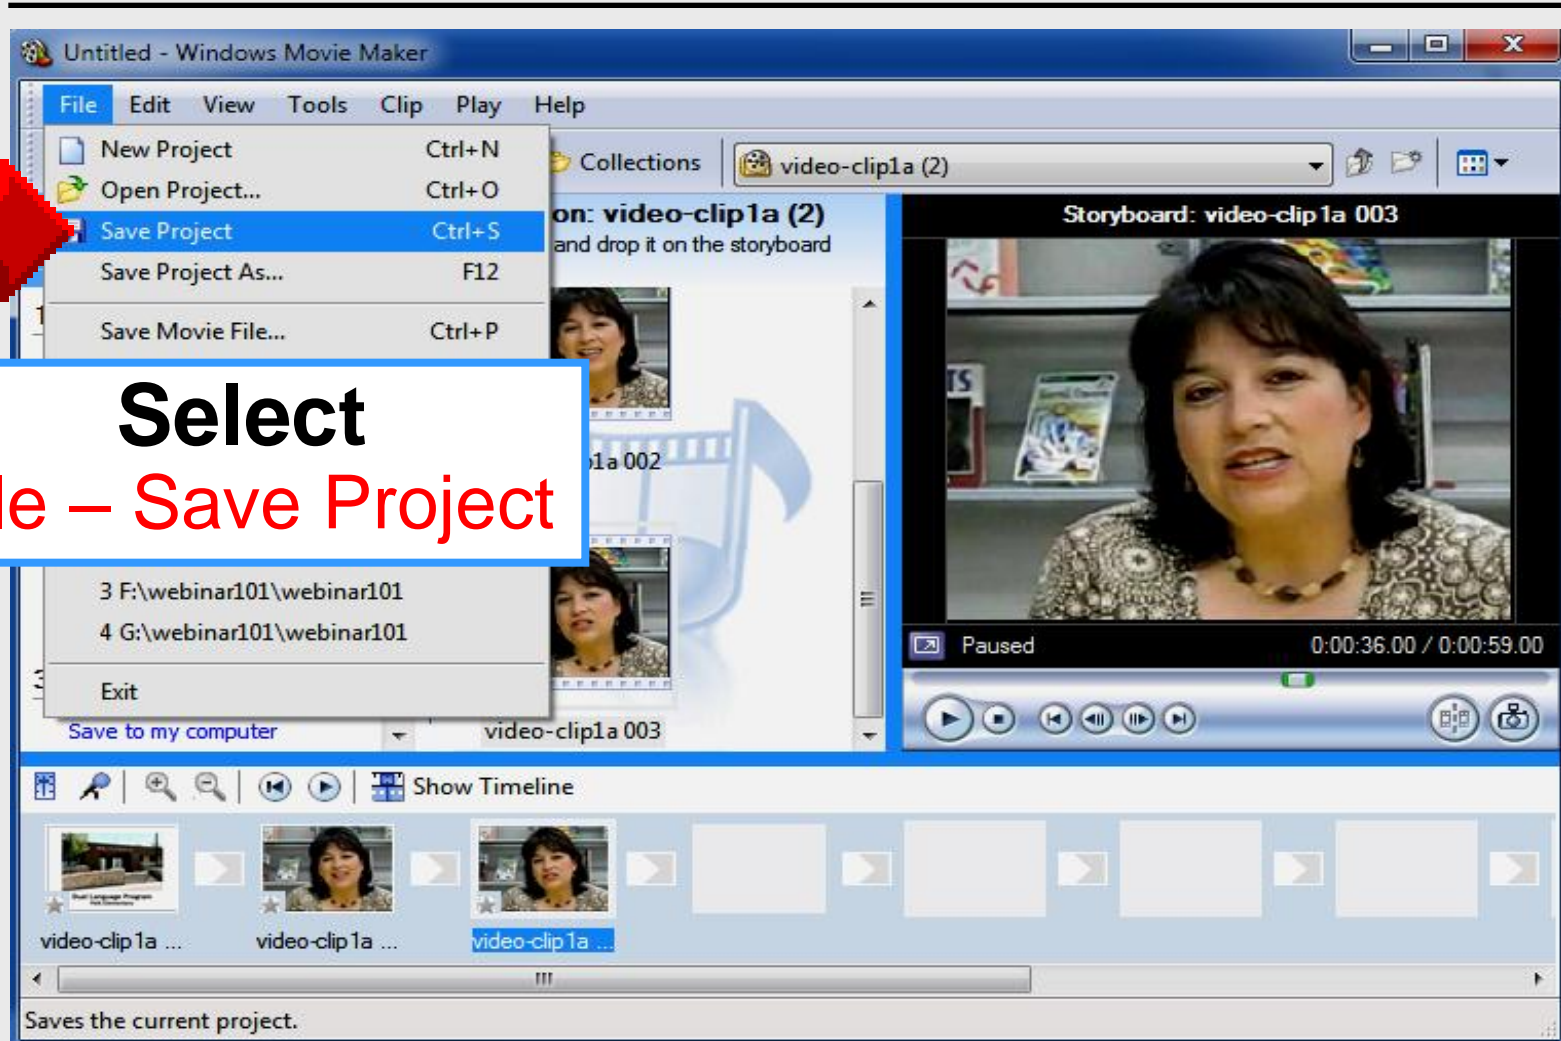 Untitled - Windows Movie Maker
File Edit View Tools Clip Play Help
New Project Ctrl+N
Open Project... Ctrl+O
Save Project Ctrl+S
Save Project As... F12
Save Movie File... Ctrl+P
Collections
video-clip1a (2)
on: video-clip1a (2)
and drop it on the storyboard
Storyboard: video-clip1a 003
Select
le – Save Project
1a 002
3 F:\webinar101\webinar101
4 G:\webinar101\webinar101
Exit
Save to my computer
video-clip1a 003
Paused 0:00:36.00 / 0:00:59.00
Show Timeline
Dual Language Program
video-clip1a ... video-clip1a ... video-clip1a ...
Saves the current project.